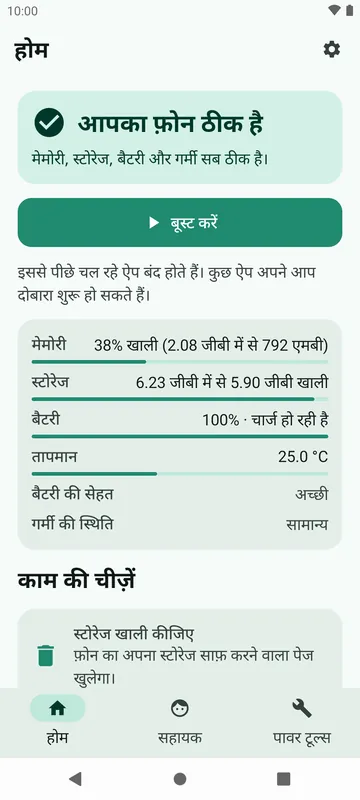 10:00
होम
आपका फ़ोन ठीक है
मेमोरी, स्टोरेज, बैटरी और गर्मी सब ठीक है।
बूस्ट करें
इससे पीछे चल रहे ऐप बंद होते हैं। कुछ ऐप अपने आप
दोबारा शुरू हो सकते हैं।
मेमोरी 38% खाली (2.08 जीबी में से 792 एमबी)
स्टोरेज 6.23 जीबी में से 5.90 जीबी खाली
बैटरी 100% · चार्ज हो रही है
तापमान 25.0 °C
बैटरी की सेहत अच्छी
गर्मी की स्थिति सामान्य
काम की चीज़ें
स्टोरेज खाली कीजिए
फ़ोन का अपना स्टोरेज साफ़ करने वाला पेज
खुलेगा।
होम सहायक पावर टूल्स